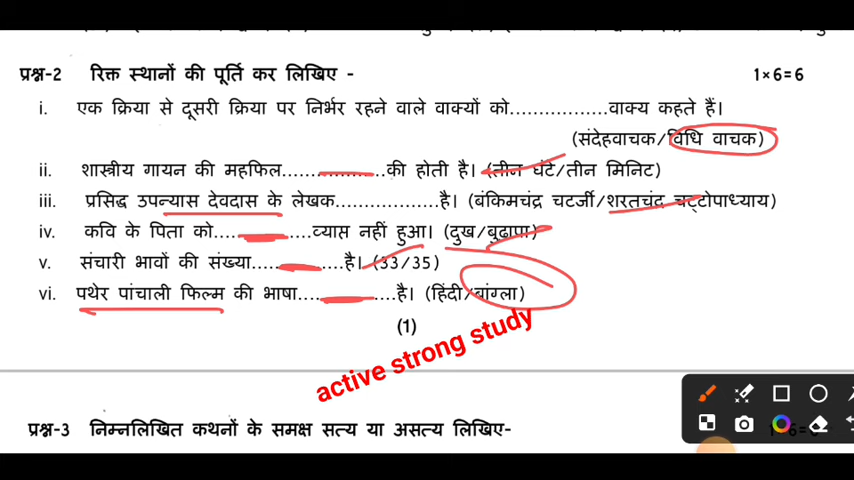 प्रश्न-2 रिक्त स्थानों की पूर्ति कर लिखिए - 1×6=6
i. एक क्रिया से दूसरी क्रिया पर निर्भर रहने वाले वाक्यों को.................वाक्य कहते हैं।
(संदेहवाचक/विधि वाचक)
ii. शास्त्रीय गायन की महफिल..................की होती है। (तीन घंटे/तीन मिनिट)
iii. प्रसिद्ध उपन्यास देवदास के लेखक..................है। (बंकिमचंद्र चटर्जी/शरतचंद चट्टोपाध्याय)
iv. कवि के पिता को.................व्याप्त नहीं हुआ। (दुख/बुढ़ापा)
v. संचारी भावों की संख्या.................है। (33/35)
vi. पथेर पांचाली फिल्म की भाषा.................है। (हिंदी/बांग्ला)
(1)
active strong study
प्रश्न-3 निम्नलिखित कथनों के समक्ष सत्य या असत्य लिखिए-